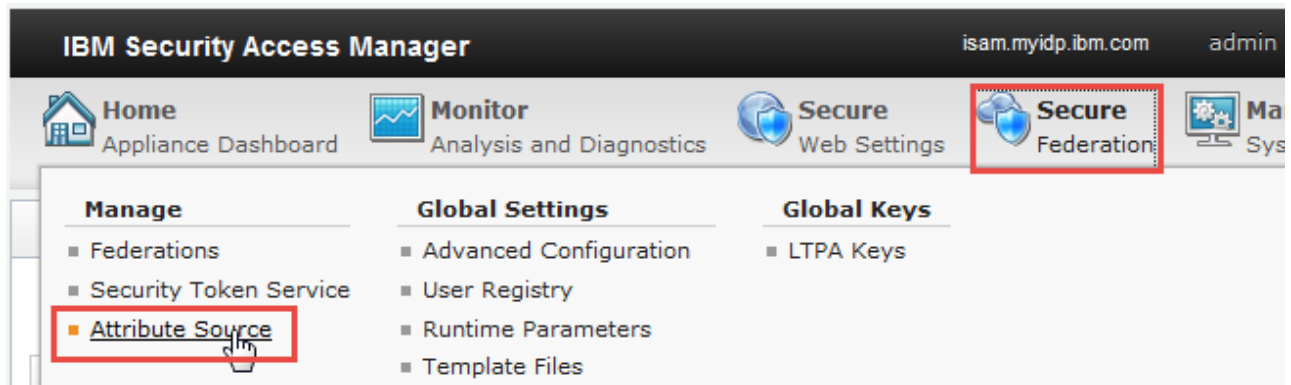 IBM Security Access Manager isam.myidp.ibm.com admin
Home Monitor Secure Secure
Appliance Dashboard Analysis and Diagnostics Web Settings Federation
Manage Global Settings Global Keys
Federations Advanced Configuration LTPA Keys
Security Token Service User Registry
Attribute Source Runtime Parameters
Template Files